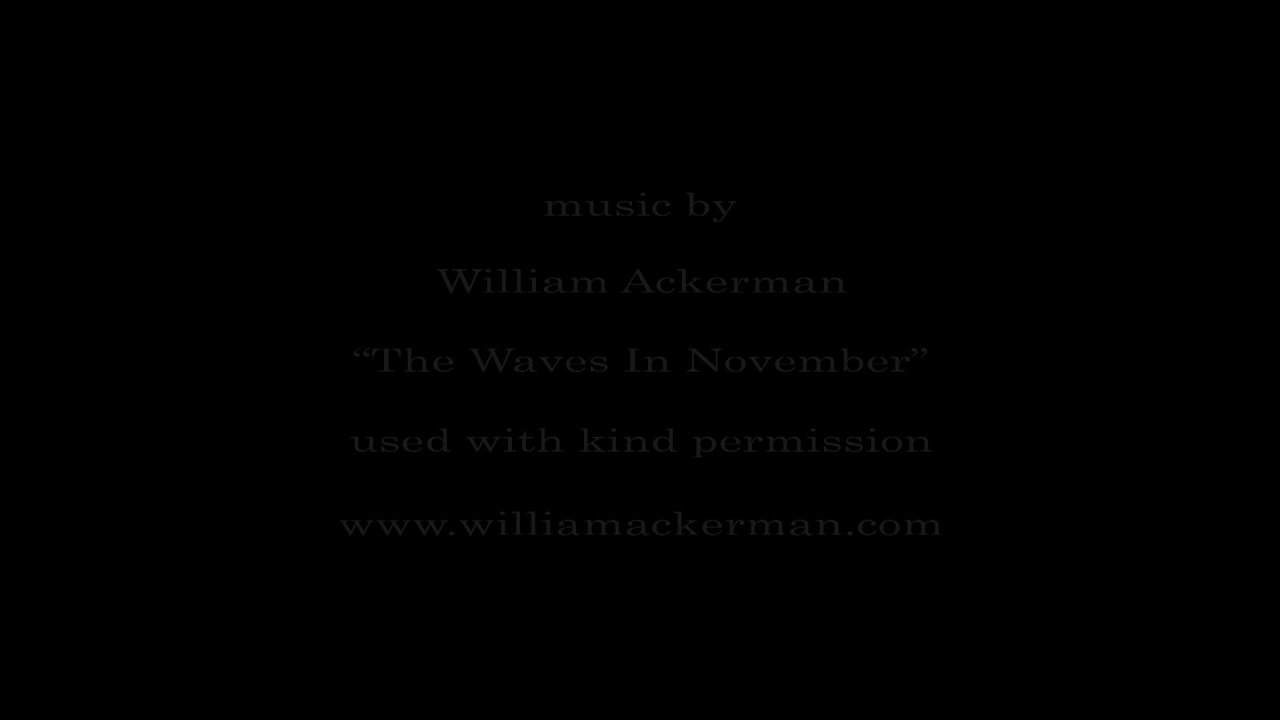 music by
William Ackerman
“The Waves In November”
used with kind permission
www.williamackerman.com